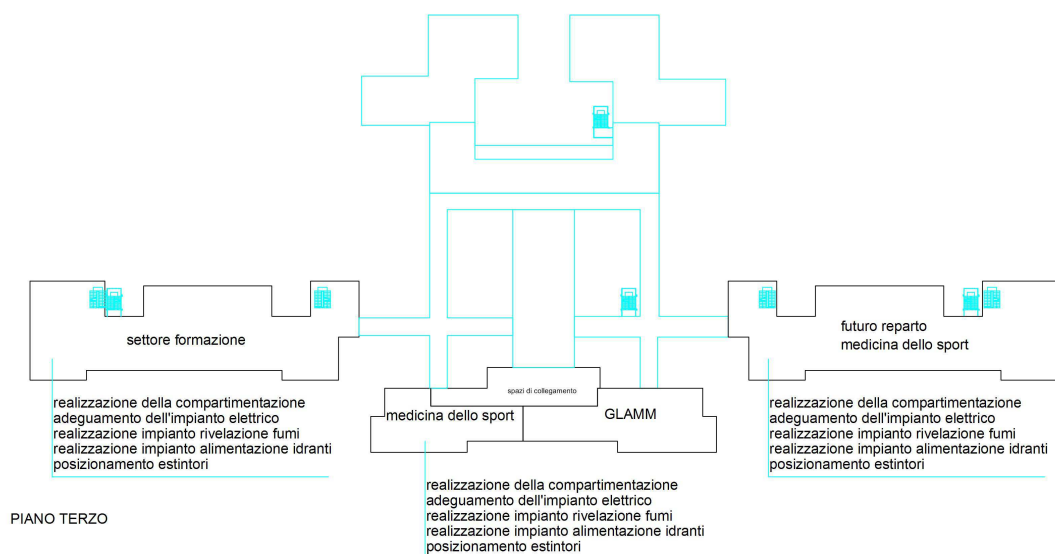 settore formazione
futuro reparto
medicina dello sport
spazi di collegamento
medicina dello sport
GLAMM
realizzazione della compartimentazione
adeguamento dell'impianto elettrico
realizzazione impianto rivelazione fumi
realizzazione impianto alimentazione idranti
posizionamento estintori
realizzazione della compartimentazione
adeguamento dell'impianto elettrico
realizzazione impianto rivelazione fumi
realizzazione impianto alimentazione idranti
posizionamento estintori
realizzazione della compartimentazione
adeguamento dell'impianto elettrico
realizzazione impianto rivelazione fumi
realizzazione impianto alimentazione idranti
posizionamento estintori
PIANO TERZO